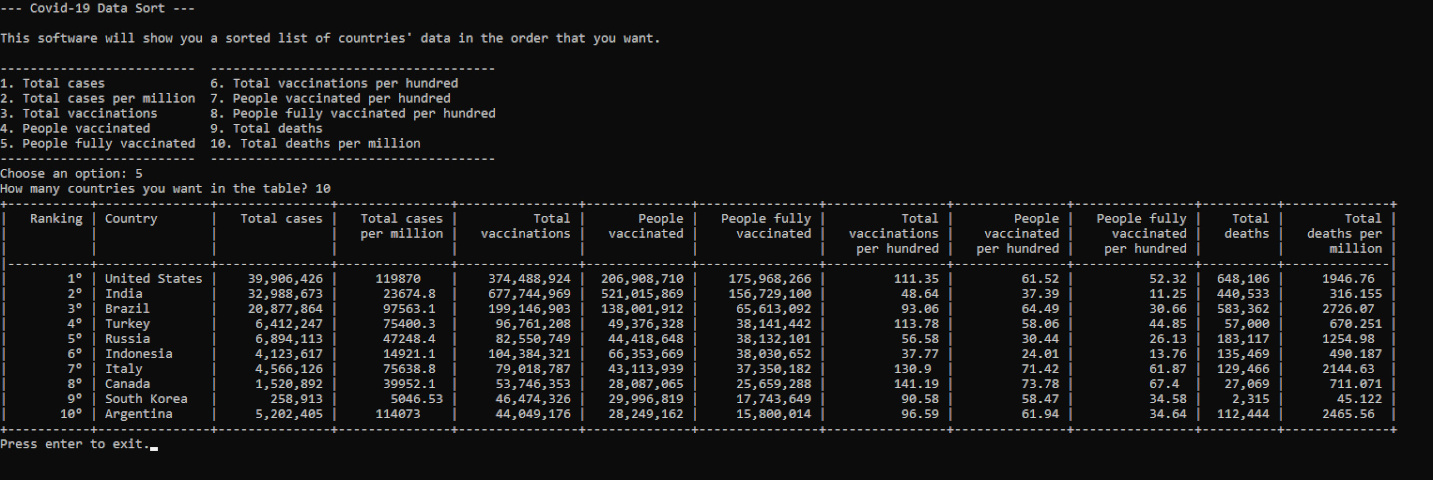 --- Covid-19 Data Sort ---
This software will show you a sorted list of countries' data in the order that you want.
-------------------------- --------------------------------------
1. Total cases 6. Total vaccinations per hundred
2. Total cases per million 7. People vaccinated per hundred
3. Total vaccinations 8. People fully vaccinated per hundred
4. People vaccinated 9. Total deaths
5. People fully vaccinated 10. Total deaths per million
-------------------------- --------------------------------------
Choose an option: 5
How many countries you want in the table? 10
| Ranking | Country | Total cases | Total cases | Total | People | People fully | Total | People | People fully | Total | Total |
| | | | per million | vaccinations | vaccinated | vaccinated | vaccinations | vaccinated | vaccinated | deaths | deaths per |
| | | | | | | | per hundred | per hundred | per hundred | | million |
| 1º | United States | 39,906,426 | 119870 | 374,488,924 | 206,908,710 | 175,968,266 | 111.35 | 61.52 | 52.32 | 648,106 | 1946.76 |
| 2º | India | 32,988,673 | 23674.8 | 677,744,969 | 521,015,869 | 156,729,100 | 48.64 | 37.39 | 11.25 | 440,533 | 316.155 |
| 3º | Brazil | 20,877,864 | 97563.1 | 199,146,903 | 138,001,912 | 65,613,092 | 93.06 | 64.49 | 30.66 | 583,362 | 2726.07 |
| 4º | Turkey | 6,412,247 | 75400.3 | 96,761,208 | 49,376,328 | 38,141,442 | 113.78 | 58.06 | 44.85 | 57,000 | 670.251 |
| 5º | Russia | 6,894,113 | 47248.4 | 82,550,749 | 44,418,648 | 38,132,101 | 56.58 | 30.44 | 26.13 | 183,117 | 1254.98 |
| 6º | Indonesia | 4,123,617 | 14921.1 | 104,384,321 | 66,353,669 | 38,030,652 | 37.77 | 24.01 | 13.76 | 135,469 | 490.187 |
| 7º | Italy | 4,566,126 | 75638.8 | 79,018,787 | 43,113,939 | 37,350,182 | 130.9 | 71.42 | 61.87 | 129,466 | 2144.63 |
| 8º | Canada | 1,520,892 | 39952.1 | 53,746,353 | 28,087,065 | 25,659,288 | 141.19 | 73.78 | 67.4 | 27,069 | 711.071 |
| 9º | South Korea | 258,913 | 5046.53 | 46,474,326 | 29,996,819 | 17,743,649 | 90.58 | 58.47 | 34.58 | 2,315 | 45.122 |
| 10º | Argentina | 5,202,405 | 114073 | 44,049,176 | 28,249,162 | 15,800,014 | 96.59 | 61.94 | 34.64 | 112,444 | 2465.56 |
Press enter to exit.